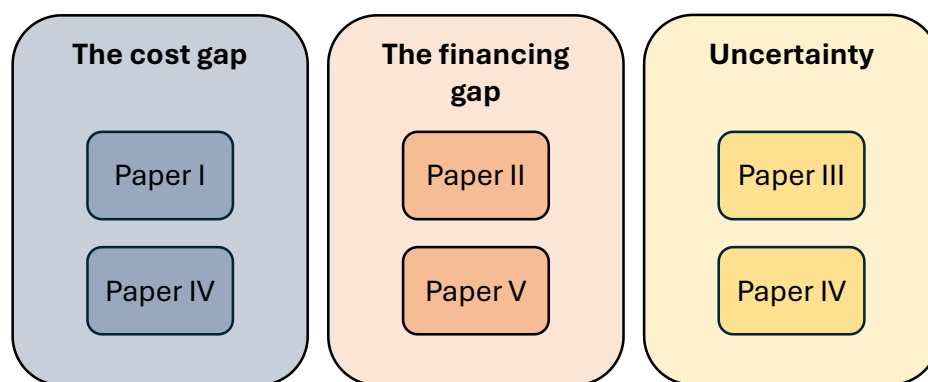 The cost gap
Paper I
Paper IV
The financing
gap
Paper II
Paper V
Uncertainty
Paper III
Paper IV